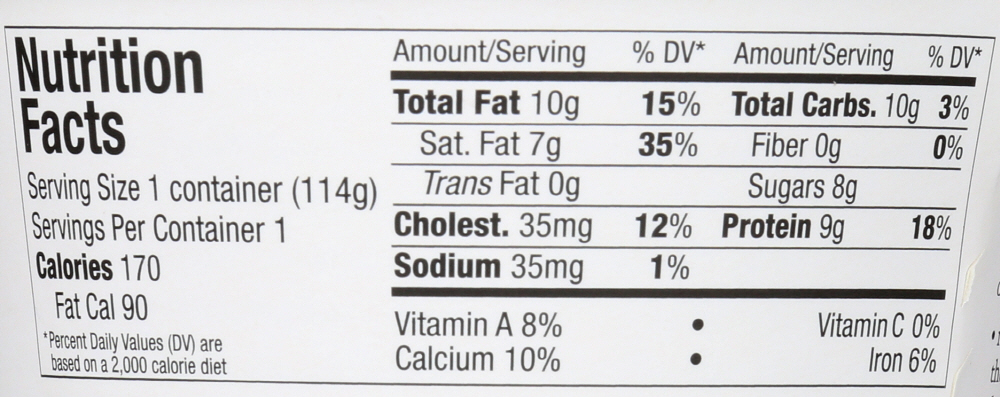 Nutrition
Facts
Serving Size 1 container (114g)
Servings Per Container 1
Calories 170
Fat Cal 90
*Percent Daily Values (DV) are
based on a 2,000 calorie diet
Amount/Serving % DV* Amount/Serving % DV*
Total Fat 10g 15% Total Carbs. 10g 3%
Sat. Fat 7g 35% Fiber 0g 0%
Trans Fat 0g Sugars 8g
Cholest. 35mg 12% Protein 9g 18%
Sodium 35mg 1%
Vitamin A 8% • Vitamin C 0%
Calcium 10% • Iron 6%